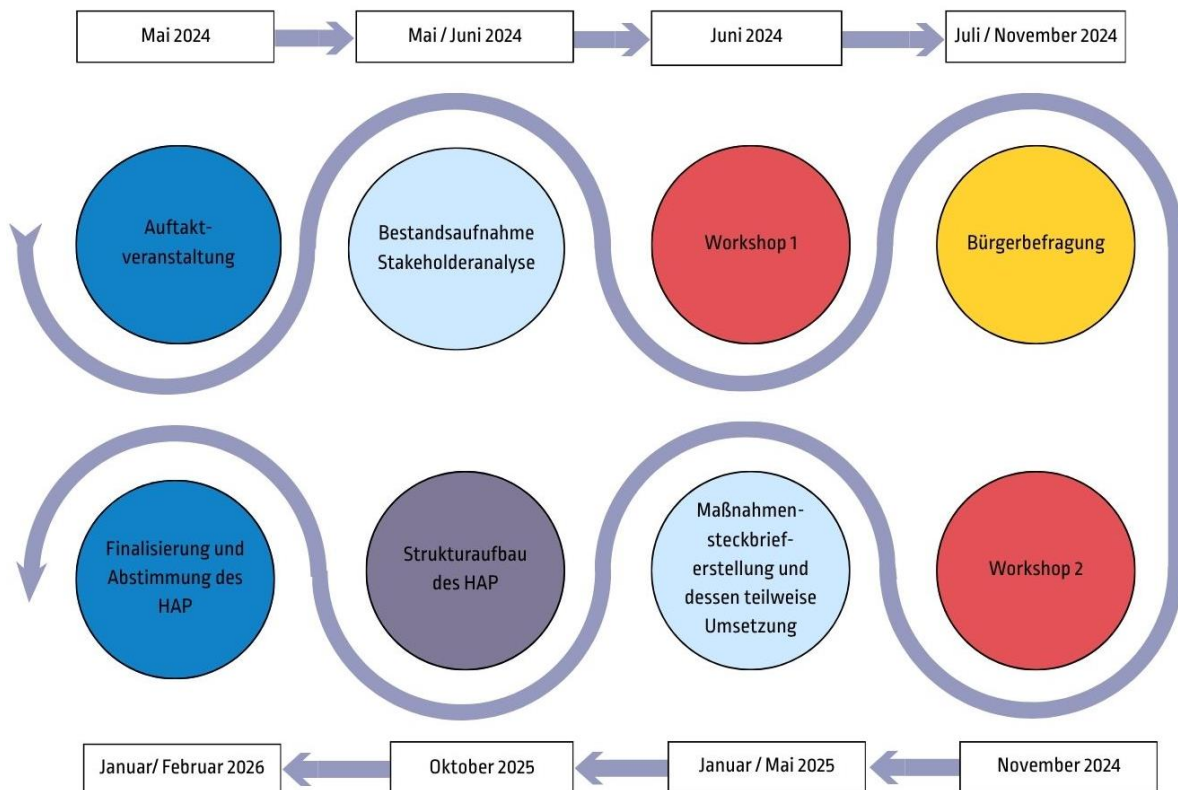 Mai 2024
Mai / Juni 2024
Juni 2024
Juli / November 2024
Auftakt-
veranstaltung
Bestandsaufnahme
Stakeholderanalyse
Workshop 1
Bürgerbefragung
Finalisierung und
Abstimmung des
HAP
Strukturaufbau
des HAP
Maßnahmen-
steckbrief-
erstellung und
dessen teilweise
Umsetzung
Workshop 2
Januar/ Februar 2026
Oktober 2025
Januar / Mai 2025
November 2024